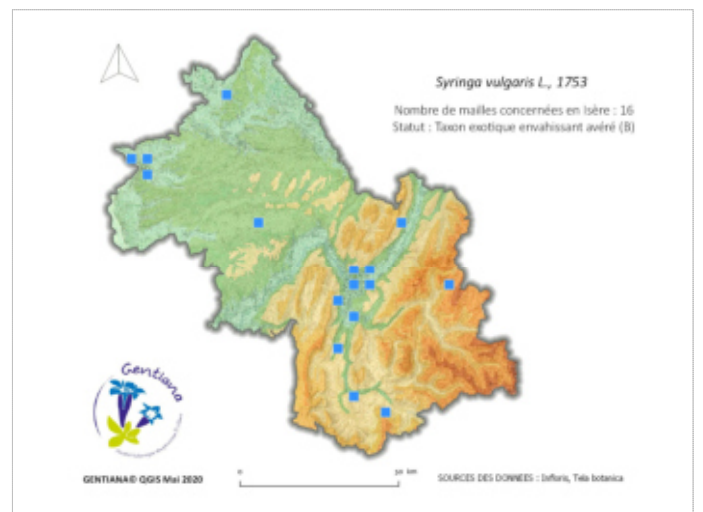 Syringa vulgaris L., 1753
Nombre de mailles concernées en Isère : 16
Statut : Taxon exotique envahissant avéré (B)
Gentiana
GENTIANA© QGIS Mai 2020
0
50 km
SOURCES DES DONNEES : Infloris, Tela botanica